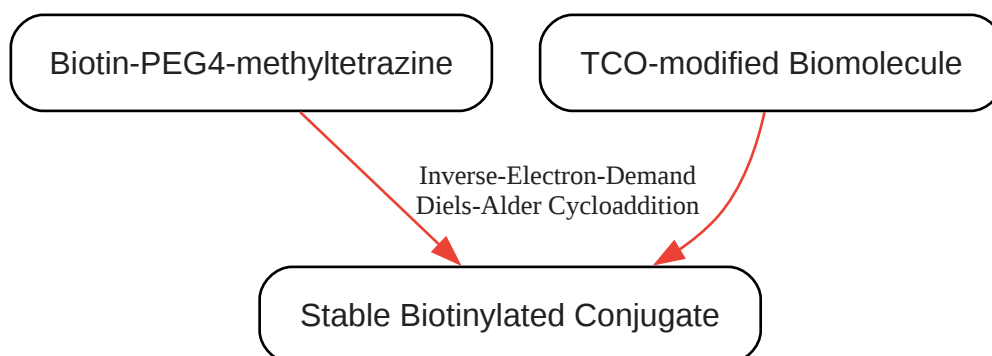 Biotin-PEG4-methyltetrazine
TCO-modified Biomolecule
Inverse-Electron-Demand
Diels-Alder Cycloaddition
Stable Biotinylated Conjugate